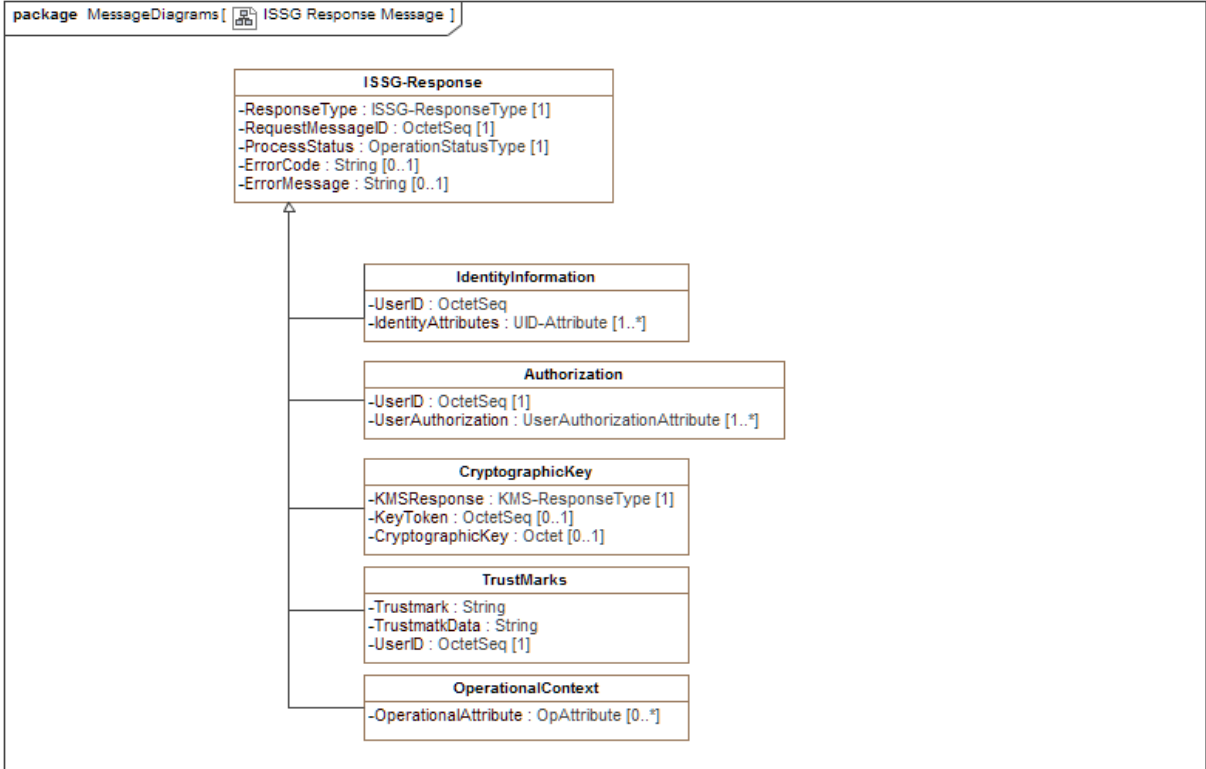 package MessageDiagrams [ ISSG Response Message ]
ISSG-Response
-ResponseType : ISSG-ResponseType [1]
-RequestMessageID : OctetSeq [1]
-ProcessStatus : OperationStatusType [1]
-ErrorCode : String [0..1]
-ErrorMessage : String [0..1]
IdentityInformation
-UserID : OctetSeq
-IdentityAttributes : UID-Attribute [1..*]
Authorization
-UserID : OctetSeq [1]
-UserAuthorization : UserAuthorizationAttribute [1..*]
CryptographicKey
-KMSResponse : KMS-ResponseType [1]
-KeyToken : OctetSeq [0..1]
-CryptographicKey : Octet [0..1]
TrustMarks
-Trustmark : String
-TrustmatkData : String
-UserID : OctetSeq [1]
OperationalContext
-OperationalAttribute : OpAttribute [0..*]